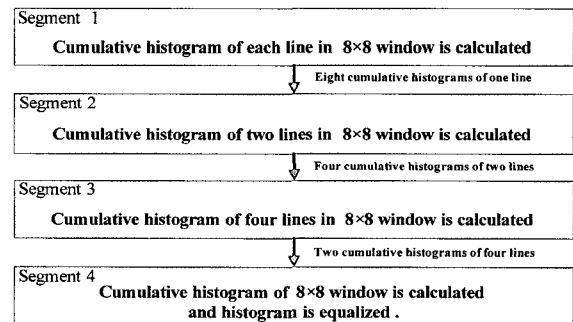 Segment 1
Cumulative histogram of each line in 8×8 window is calculated
Eight cumulative histograms of one line
Segment 2
Cumulative histogram of two lines in 8×8 window is calculated
Four cumulative histograms of two lines
Segment 3
Cumulative histogram of four lines in 8×8 window is calculated
Two cumulative histograms of four lines
Segment 4
Cumulative histogram of 8×8 window is calculated
and histogram is equalized .